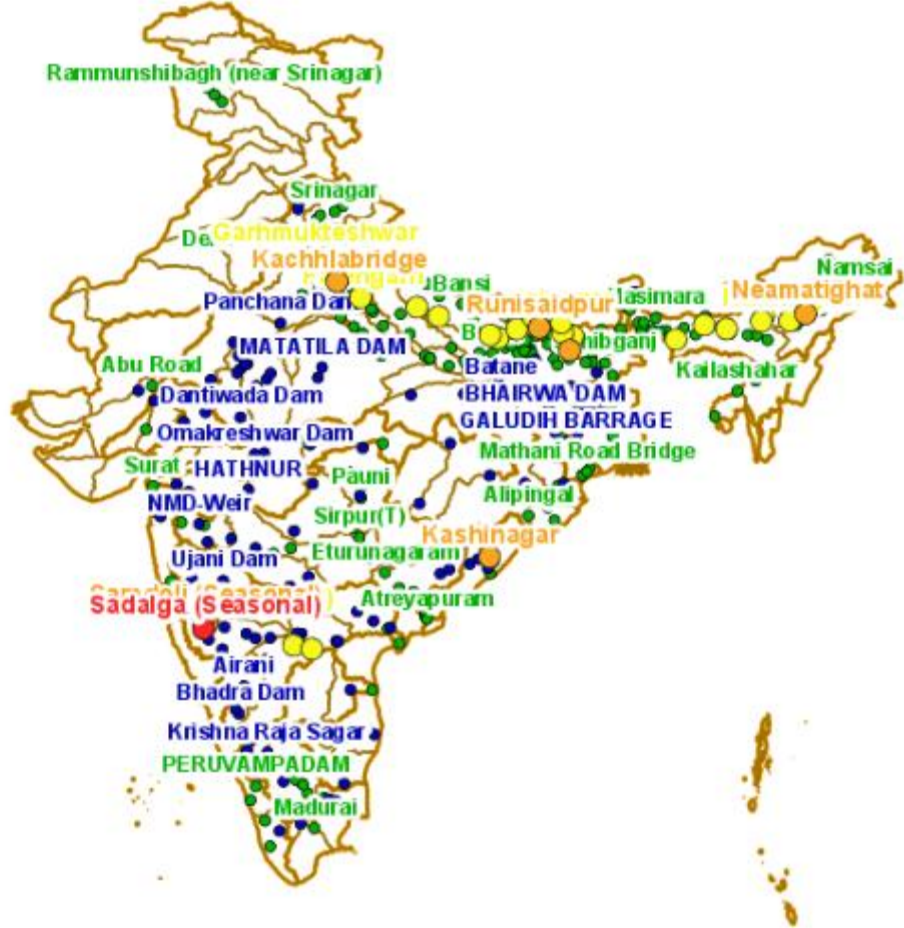 Rammunshibagh (near Srinagar)
Srinagar
Garhmukteshwar
Kachhlabridge
Bansi
Namsai
Neamatighat
Panchana Dam
Runisaidpur
MATATILA DAM
Abu Road
Batane
Kailashahar
Dantiwada Dam
BHAIRWA DAM
GALUDIH BARRAGE
Omakreshwar Dam
Mathani Road Bridge
Surat
HATHNUR
Pauni
NMD-Weir
Alipingal
Sirpur(T)
Kashinagar
Ujani Dam
Eturunagaram
Sadalga (Seasonal)
Atreyapuram
Airani
Bhadra Dam
Krishna Raja Sagar
PERUVAMPADAM
Madurai